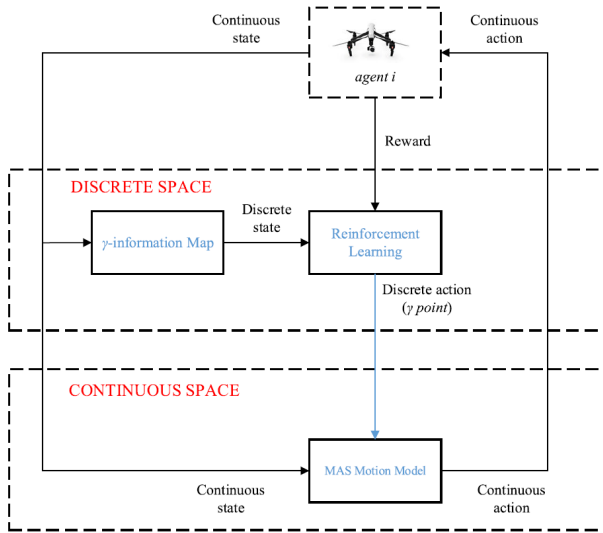 Continuous
state
Continuous
action
agent i
Reward
DISCRETE SPACE
γ-information Map
Discrete
state
Reinforcement
Learning
Discrete action
(γ point)
CONTINUOUS SPACE
MAS Motion Model
Continuous
state
Continuous
action